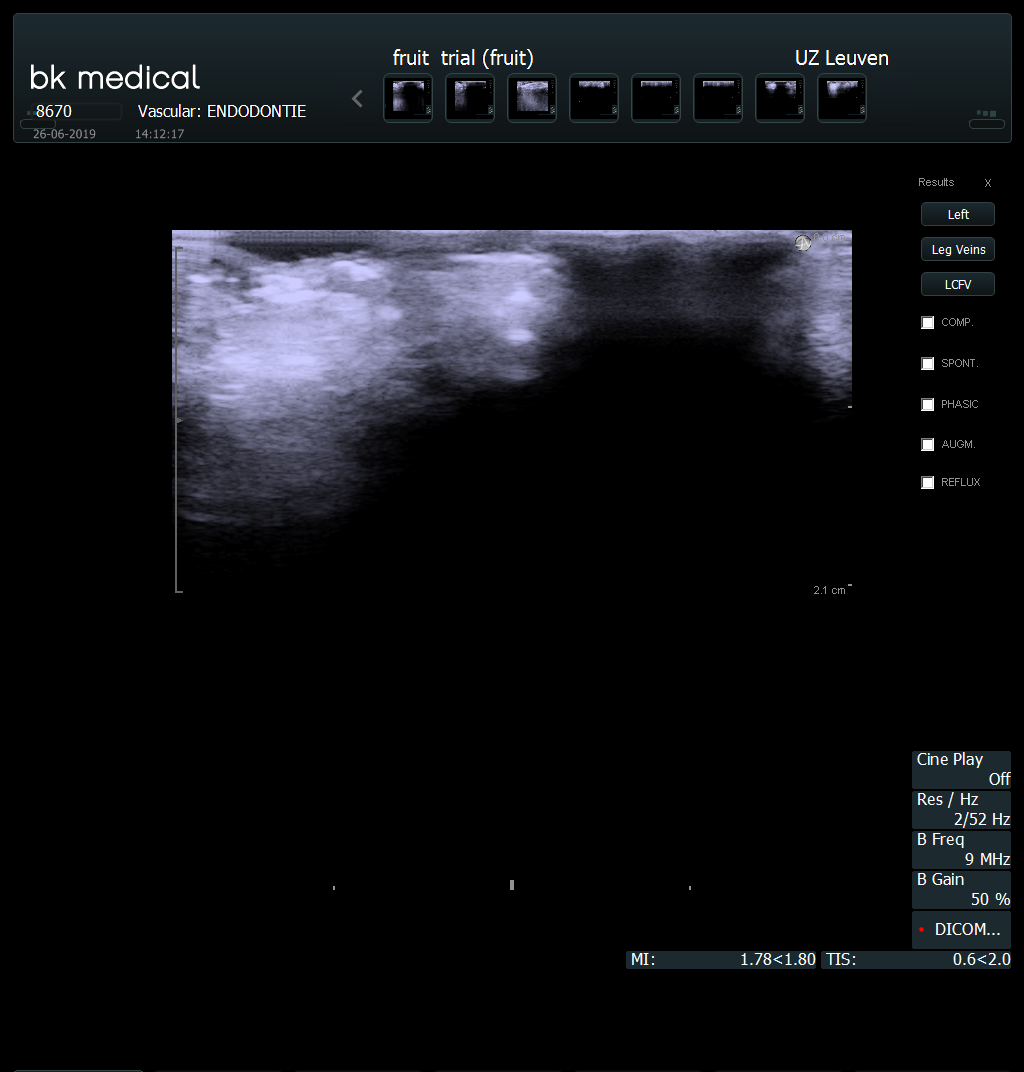 fruit trial (fruit) UZ Leuven
bk medical
8670 Vascular: ENDODONTIE
26-06-2019 14:12:17
Results X
Left
Leg Veins
LCFV
COMP.
SPONT.
PHASIC
AUGM.
REFLUX
2.1 cm
Cine Play
Off
Res / Hz
2/52 Hz
B Freq
9 MHz
B Gain
50 %
DICOM...
MI: 1.78<1.80 TIS: 0.6<2.0